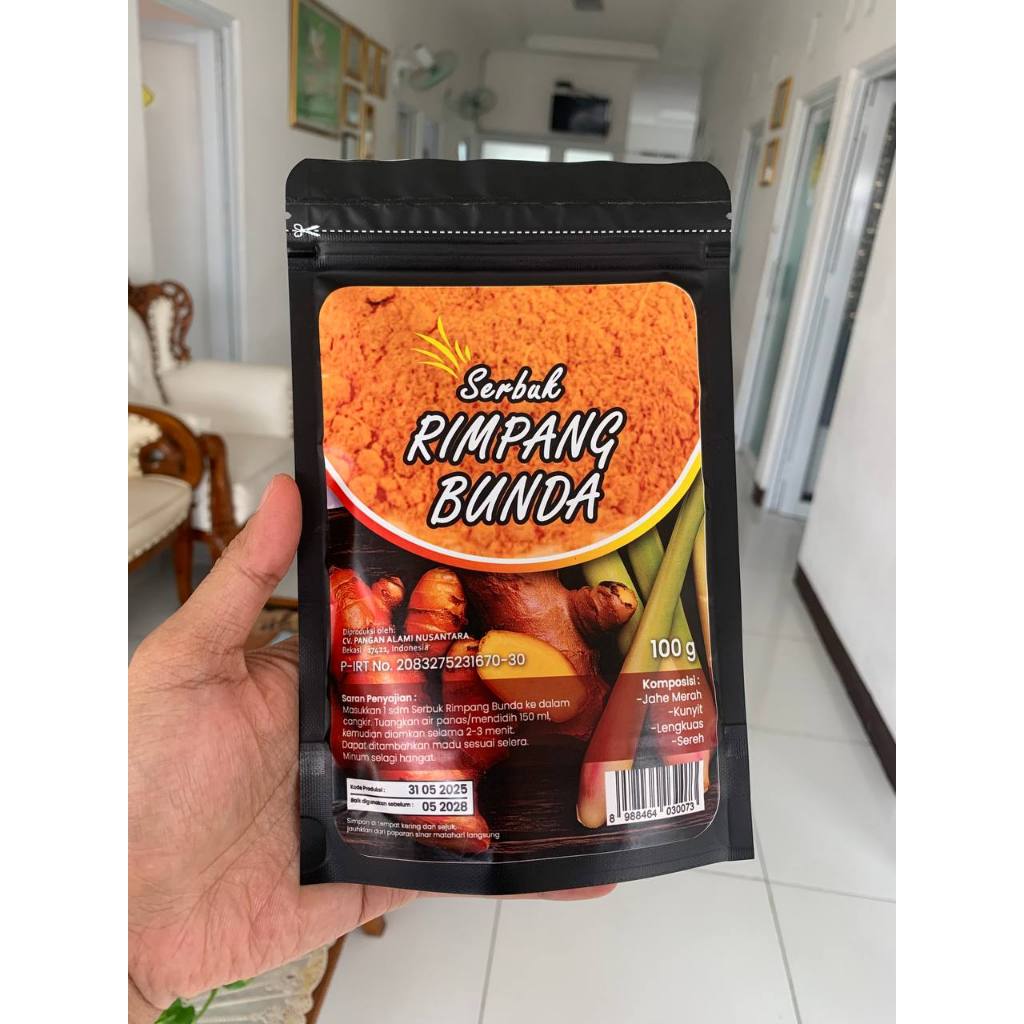 Serbuk
RIMPANG
BUNDA
Diproduksi oleh:
CV. PANGAN ALAMI NUSANTARA
Bekasi 17421, Indonesia
P-IRT No. 2083275231670-30
100 g
Komposisi :
-Jahe Merah
-Kunyit
-Lengkuas
-Sereh
Saran Penyajian :
Masukkan 1 sdm Serbuk Rimpang Bunda ke dalam
cangkir. Tuangkan air panas/mendidih 150 ml,
kemudian diamkan selama 2-3 menit.
Dapat ditambahkan madu sesuai selera.
Minum selagi hangat.
Kode Produksi : 31 05 2025
Baik digunakan sebelum : 05 2028
Simpan di tempat kering dan sejuk,
jauhkan dari paparan sinar matahari langsung
8 988464 030073